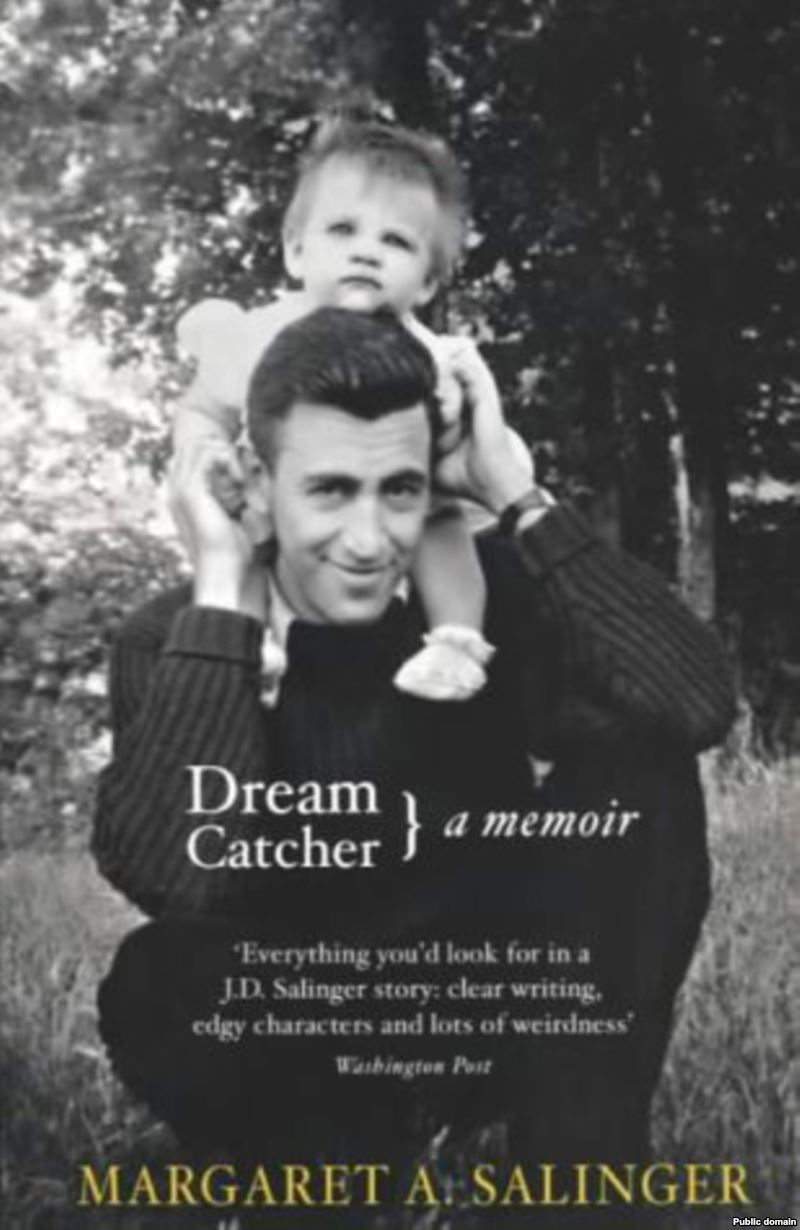 Dream
Catcher } a memoir
‘Everything you’d look for in a
J.D. Salinger story: clear writing,
edgy characters and lots of weirdness’
Washington Post
MARGARET A. SALINGER
Public domain